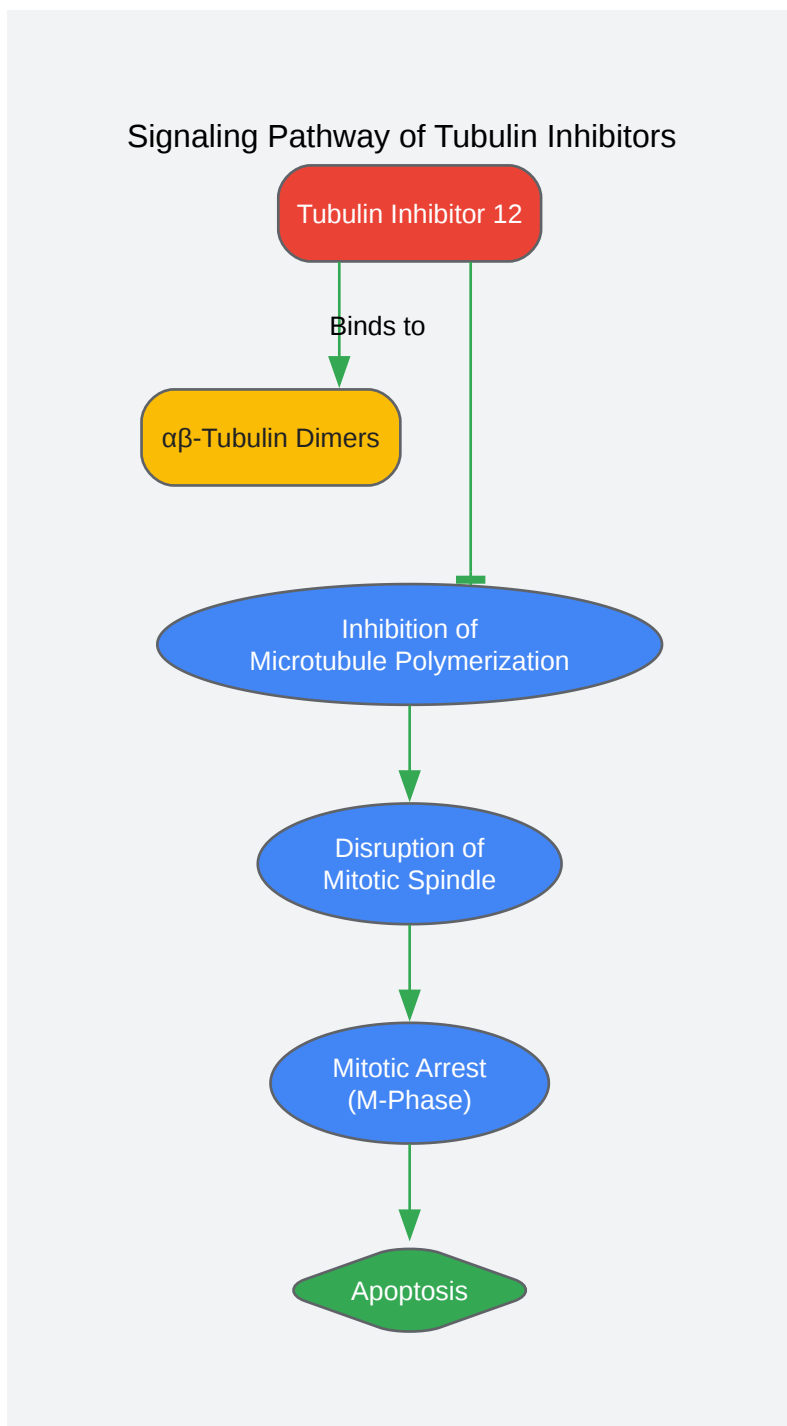 Signaling Pathway of Tubulin Inhibitors
Tubulin Inhibitor 12
Binds to
αβ-Tubulin Dimers
Inhibition of
Microtubule Polymerization
Disruption of
Mitotic Spindle
Mitotic Arrest
(M-Phase)
Apoptosis